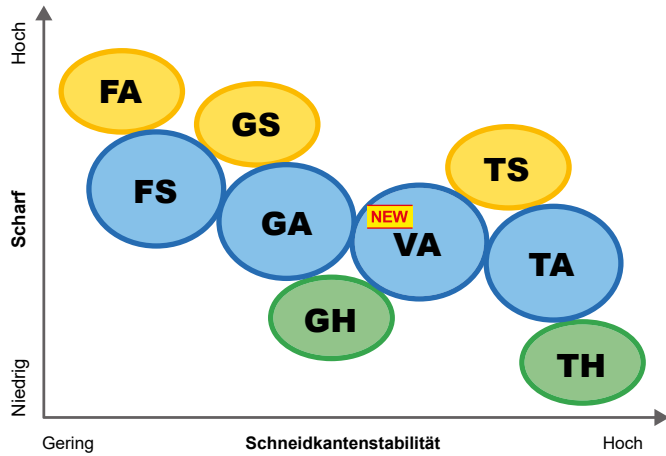 Hoch
FA
GS
TS
FS
GA
NEW
VA
TA
Scharf
GH
TH
Niedrig
Gering
Schneidkantenstabilität
Hoch